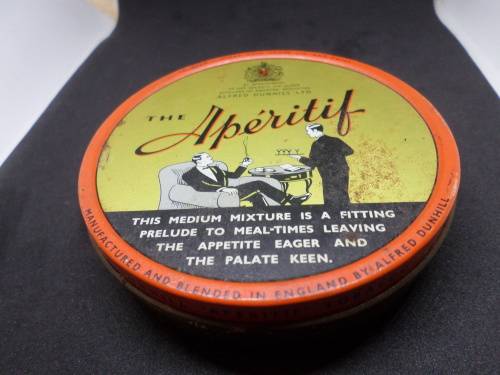 ALFRED DUNHILL LTD
THE Apéritif
THIS MEDIUM MIXTURE IS A FITTING
PRELUDE TO MEAL-TIMES LEAVING
THE APPETITE EAGER AND
THE PALATE KEEN.
MANUFACTURED AND BLENDED IN ENGLAND BY ALFRED DUNHILL